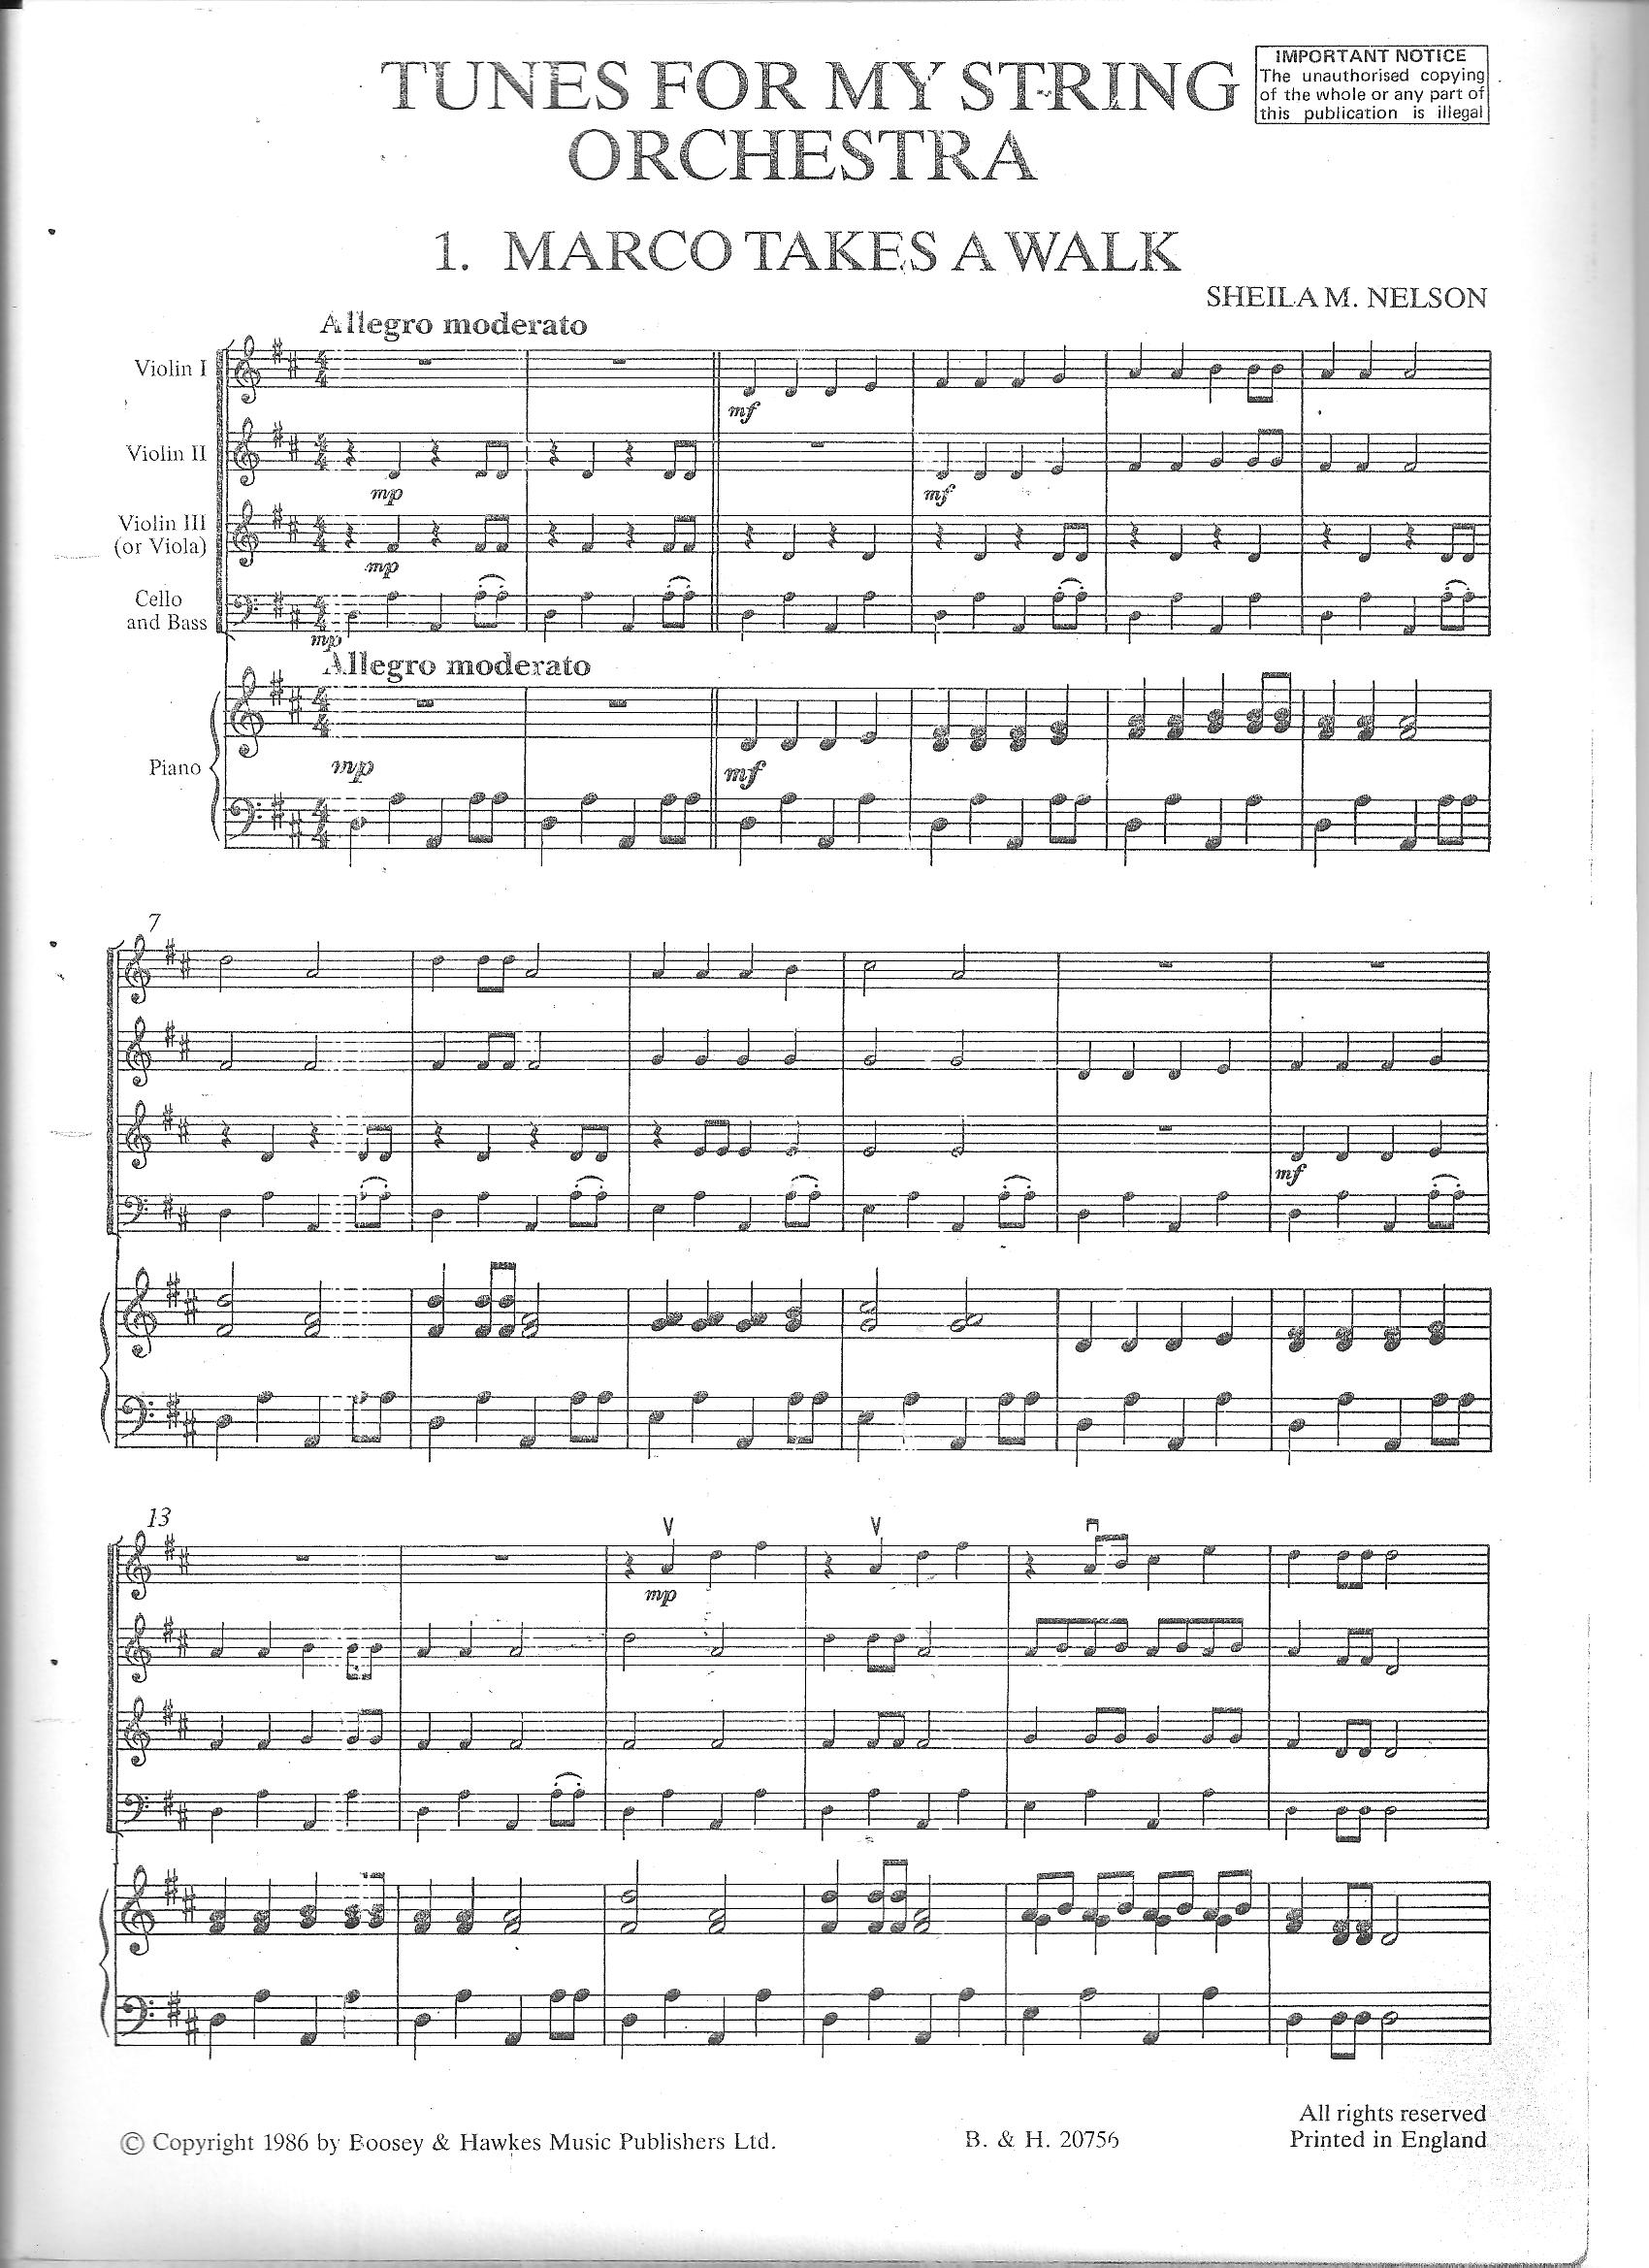 TUNES FOR MY STRING
ORCHESTRA
IMPORTANT NOTICE
The unauthorised copying
of the whole or any part of
this publication is illegal
1. MARCO TAKES A WALK
SHEILA M. NELSON
Allegro moderato
Violin I
mf
Violin II
mp
mf
Violin III
(or Viola)
mp
Cello
and Bass
mp
Allegro moderato
Piano
mp
mf
7
mf
13
mp
© Copyright 1986 by Boosey & Hawkes Music Publishers Ltd.
B. & H. 20756
All rights reserved
Printed in England